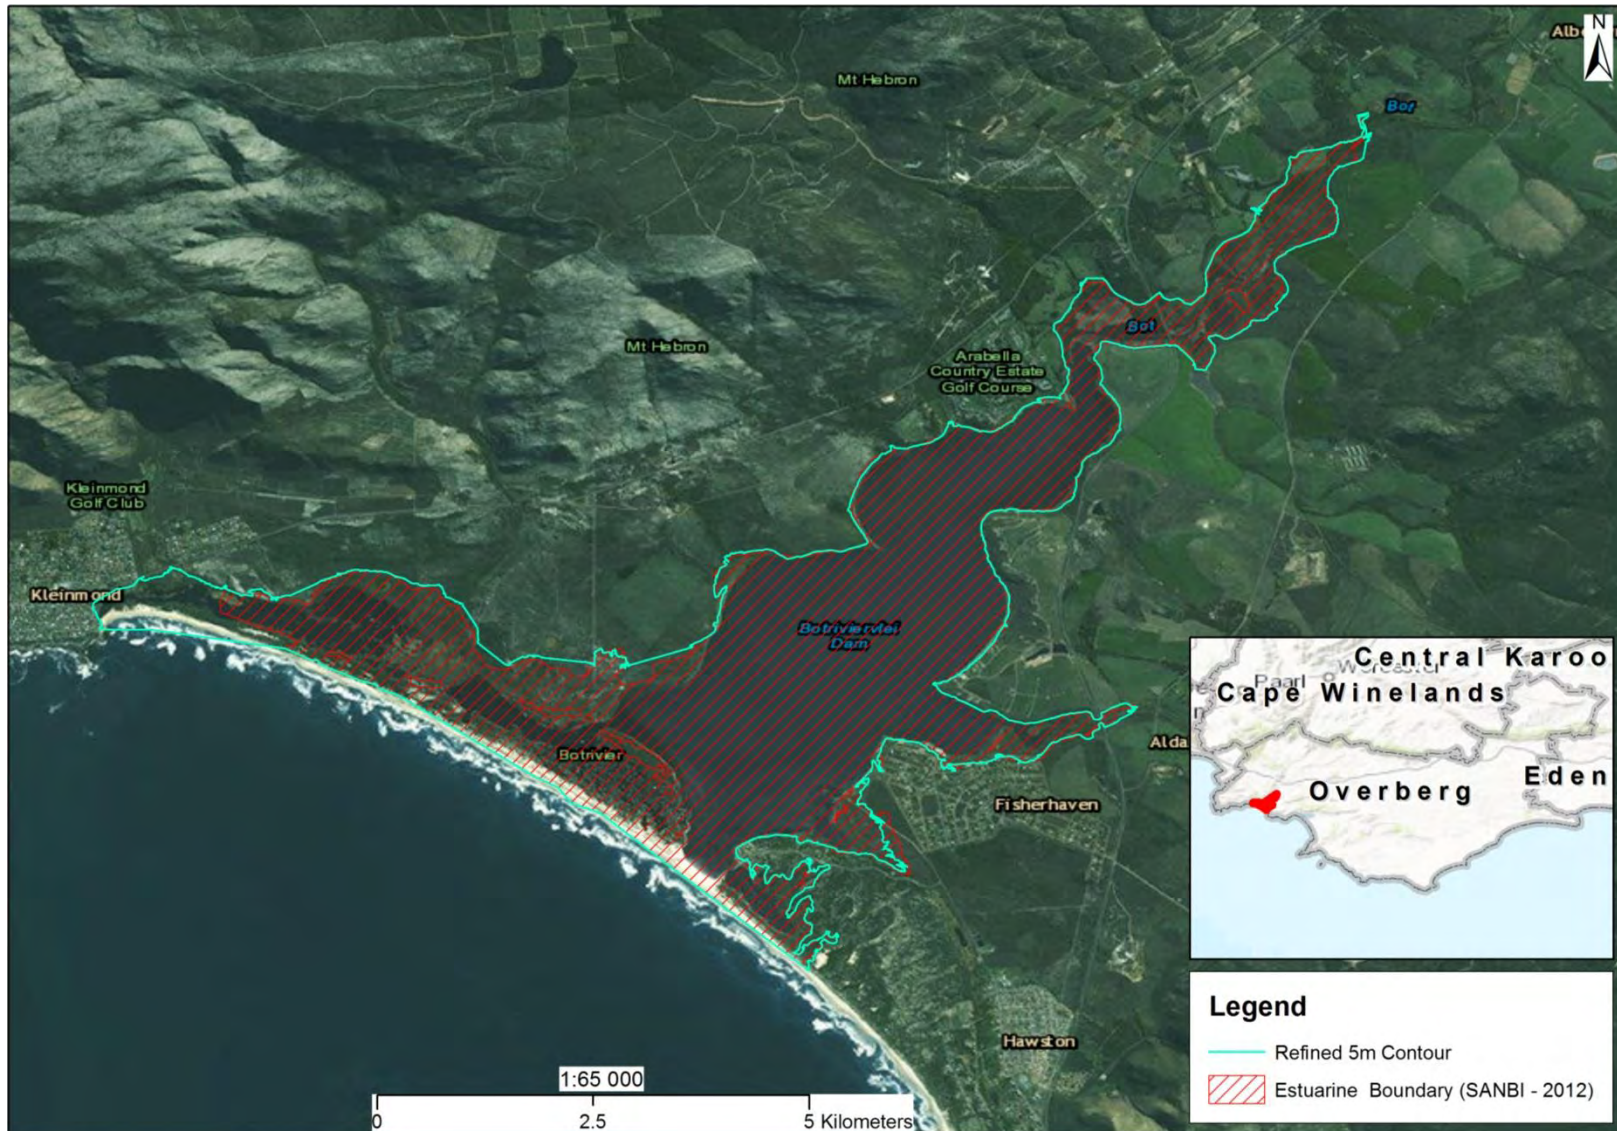 N
Mt Hebron
Bot
Mt Hebron
Bot
Arabella
Country Estate
Golf Course
Kleinmond
Golf Club
Kleinmond
Botriviervlei
Dam
Botrivier
Fisherhaven
Hawston
Central Karoo
Paarl
Cape Winelands
Eden
Overberg
Legend
Refined 5m Contour
Estuarine Boundary (SANBI - 2012)
1:65 000
0 2.5 5 Kilometers